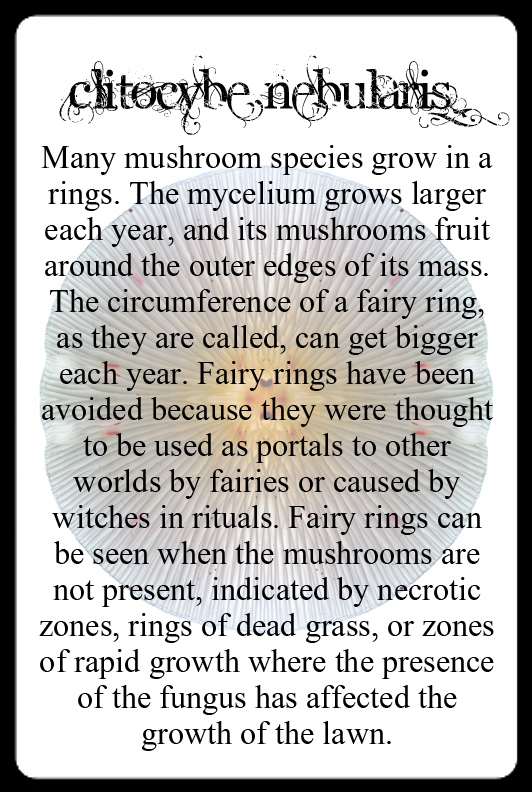 clitocybe nebularis
Many mushroom species grow in a
rings. The mycelium grows larger
each year, and its mushrooms fruit
around the outer edges of its mass.
The circumference of a fairy ring,
as they are called, can get bigger
each year. Fairy rings have been
avoided because they were thought
to be used as portals to other
worlds by fairies or caused by
witches in rituals. Fairy rings can
be seen when the mushrooms are
not present, indicated by necrotic
zones, rings of dead grass, or zones
of rapid growth where the presence
of the fungus has affected the
growth of the lawn.